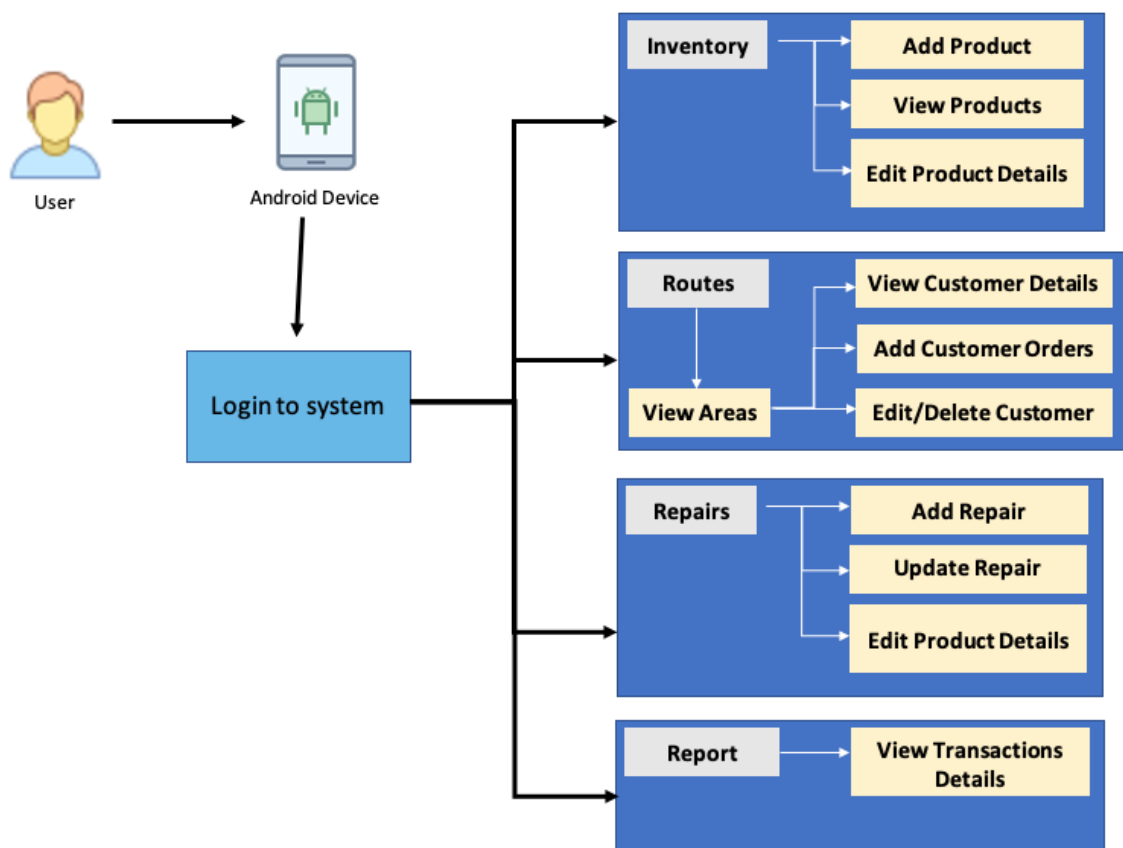 User
Android Device
Login to system
Inventory
Add Product
View Products
Edit Product Details
Routes
View Areas
View Customer Details
Add Customer Orders
Edit/Delete Customer
Repairs
Add Repair
Update Repair
Edit Product Details
Report
View Transactions
Details